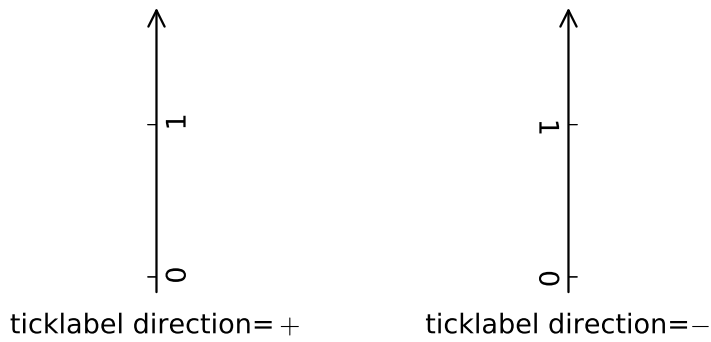 1
0
ticklabel direction= +
1
0
ticklabel direction=−